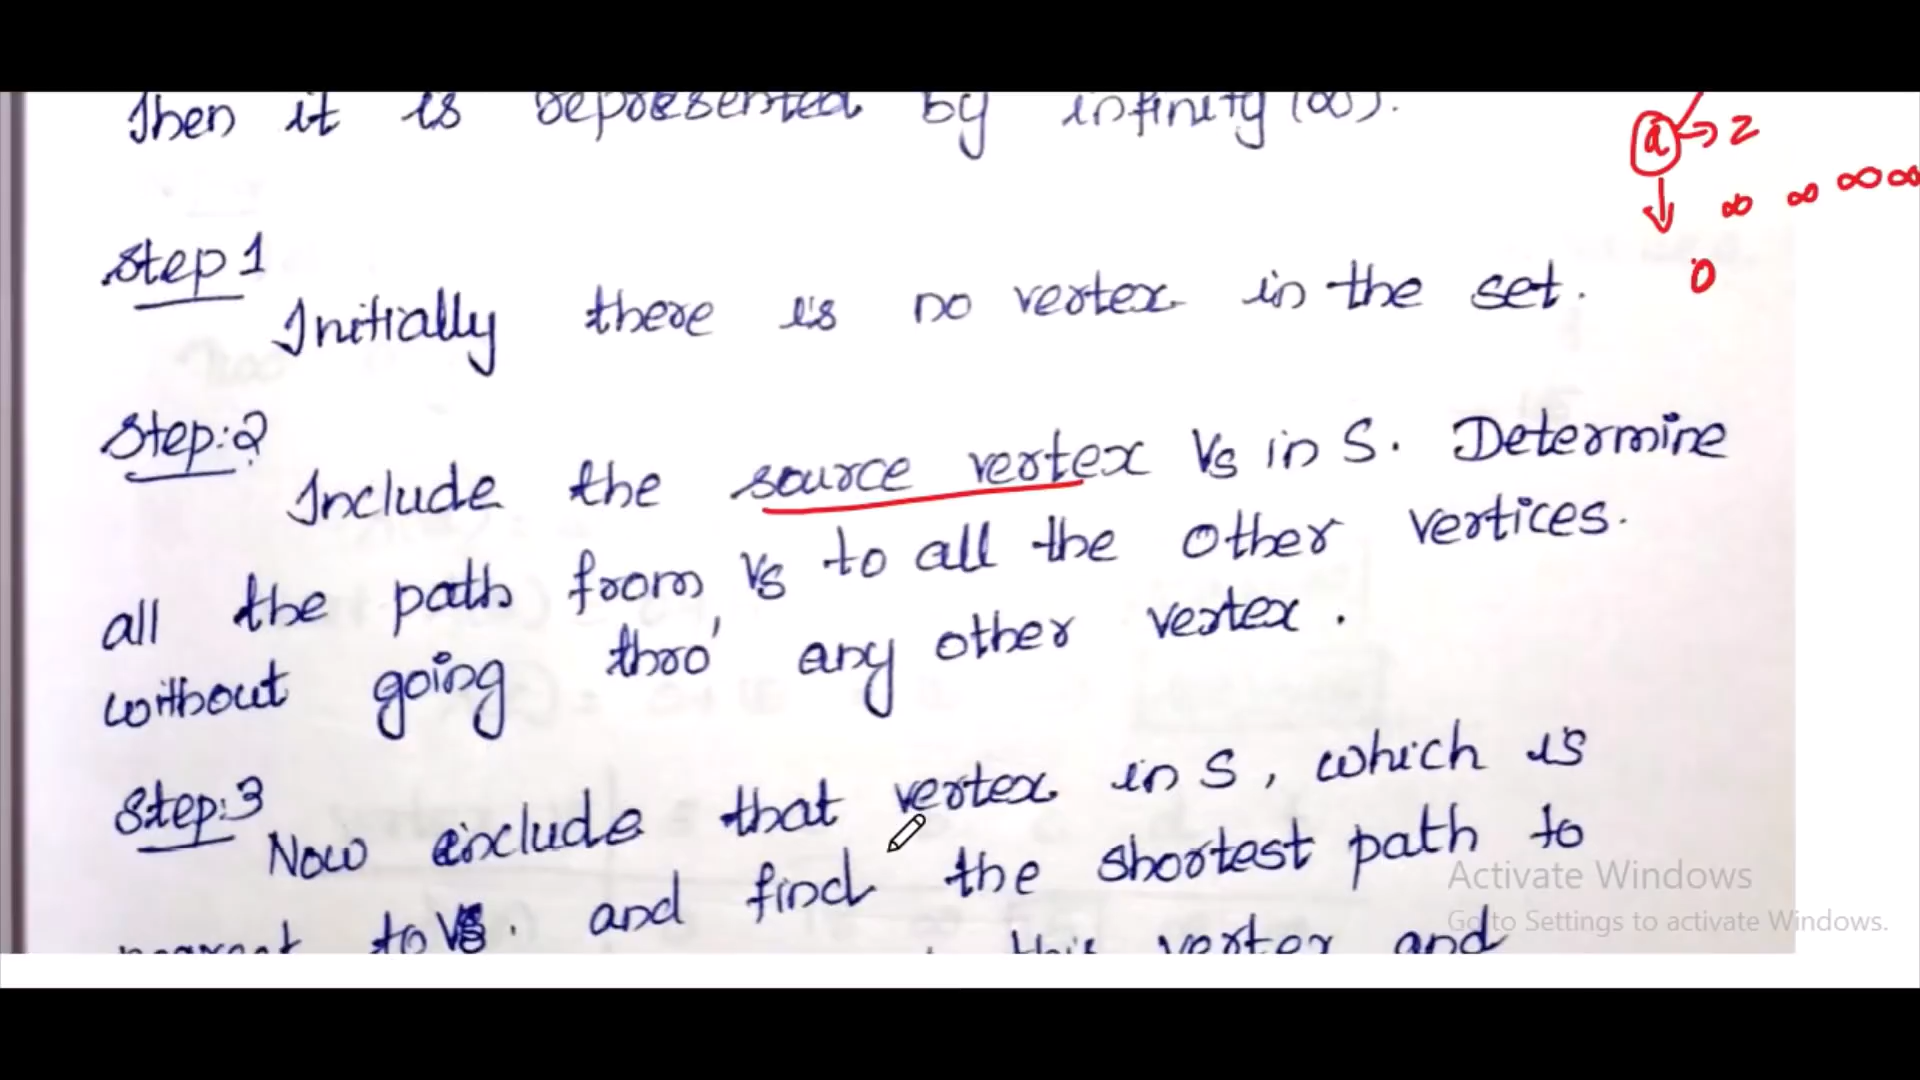 Then it is represented by infinity (∞).
a → z
∞ ∞ ∞ ∞
0
Step 1
Initially there is no vertex in the set.
Step:2
Include the source vertex Vs in S. Determine
all the path from Vs to all the other vertices.
without going thro' any other vertex.
Step:3
Now include that vertex in S, which is
nearest to Vs. and find the shortest path to
this vertex and
Activate Windows
Go to Settings to activate Windows.